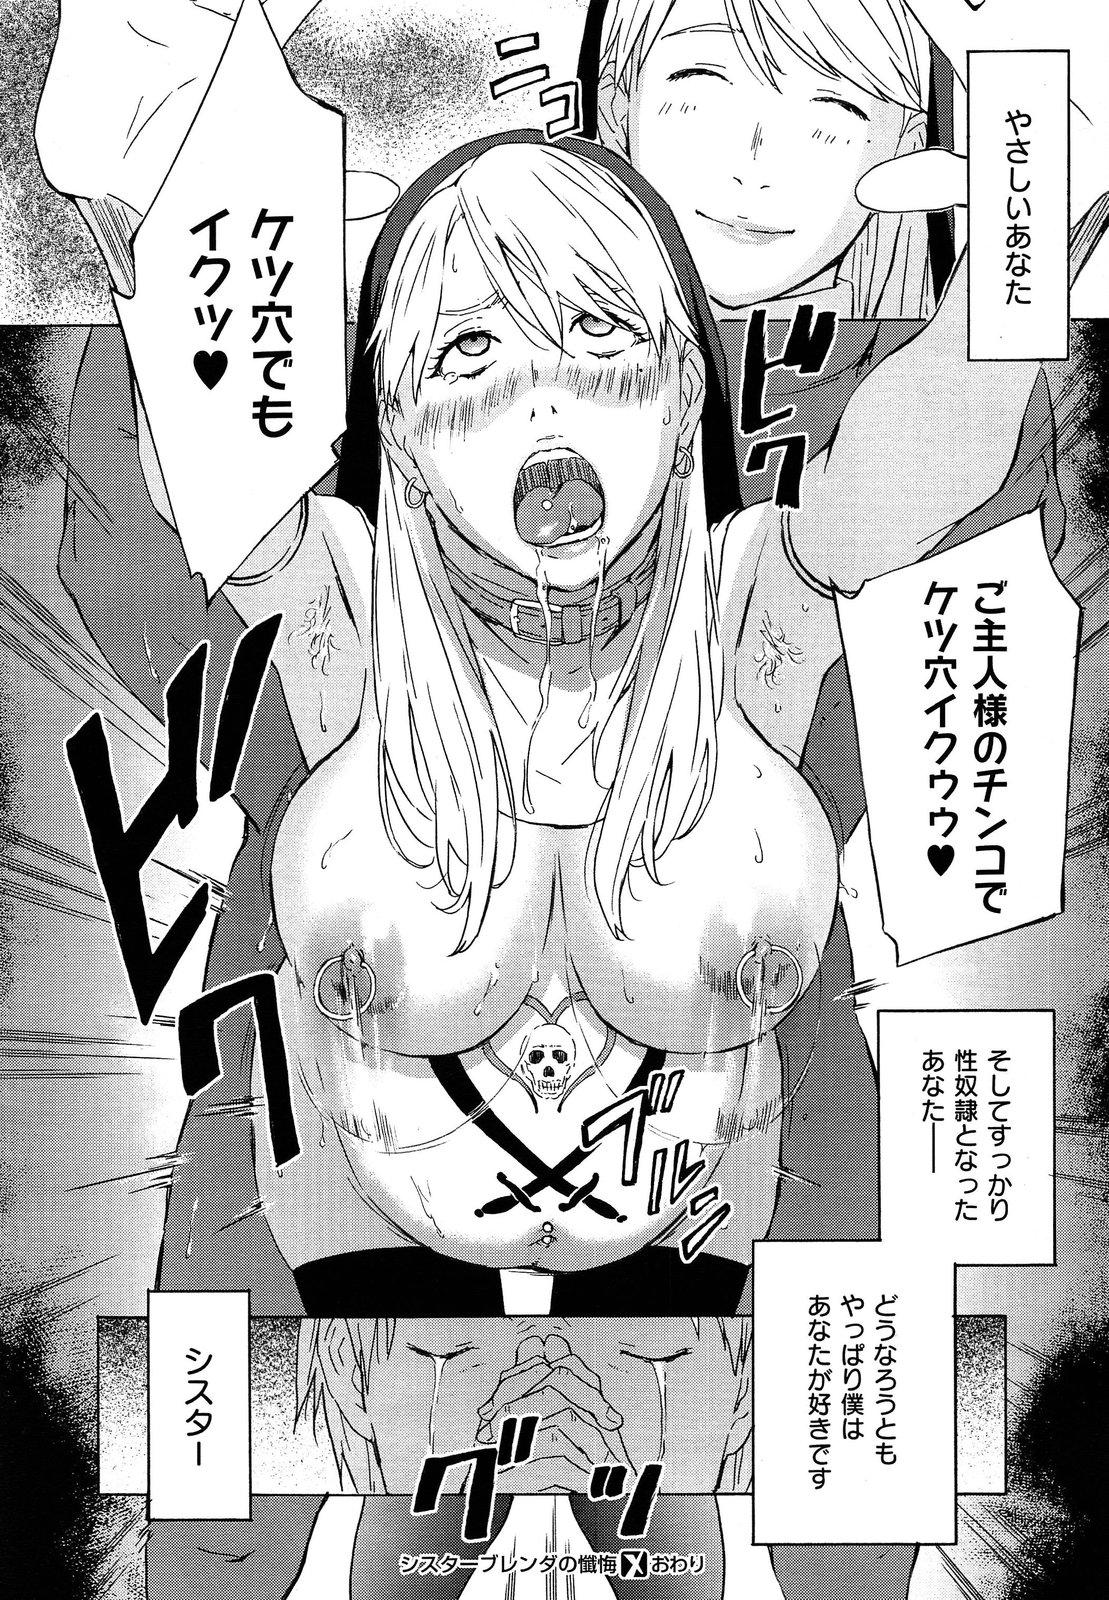 やさしいあなた
ニコ
ドク
ケツ穴でも
イクッ♥
ご主人様のチンコで
ケツ穴イクゥゥ♥
ビュク
ブルルン
そしてすっかり
性奴隷となった
あなた──
どうなろうとも
やっぱり僕は
あなたが好きです
シスター
グッ
シスターブレンダの懺悔 X おわり